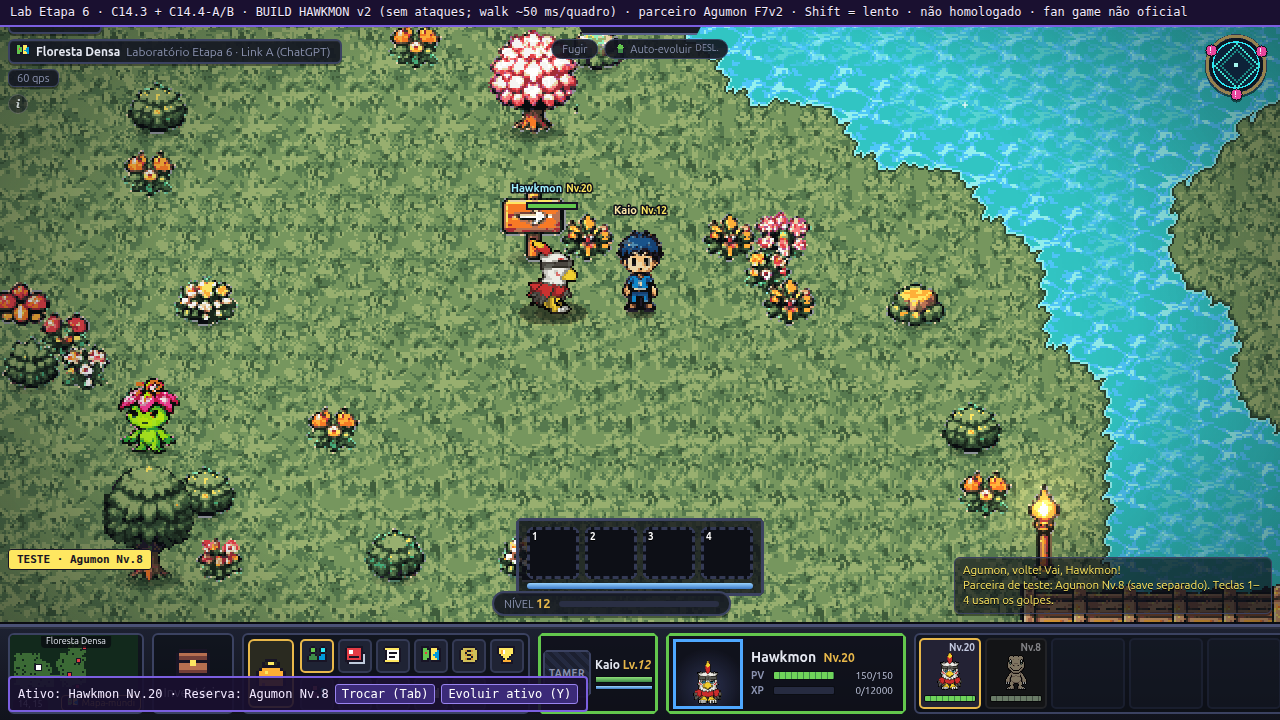 Lab Etapa 6 · C14.3 + C14.4-A/B · BUILD HAWKMON v2 (sem ataques; walk ~50 ms/quadro) · parceiro Agumon F7v2 · Shift = lento · não homologado · fan game não oficial
Floresta Densa Laboratório Etapa 6 · Link A (ChatGPT)
Fugir
Auto-evoluir DESL.
60 qps
i
Hawkmon Nv.20
Kaio Nv.12
TESTE · Agumon Nv.8
1 2 3 4
NÍVEL 12
Agumon, volte! Vai, Hawkmon!
Parceira de teste: Agumon Nv.8 (save separado). Teclas 1–
4 usam os golpes.
Floresta Densa
TAMER
Kaio Lv.12
Hawkmon Nv.20
PV 150/150
XP 0/12000
Nv.20
Nv.8
Ativo: Hawkmon Nv.20 · Reserva: Agumon Nv.8 Trocar (Tab) Evoluir ativo (Y)